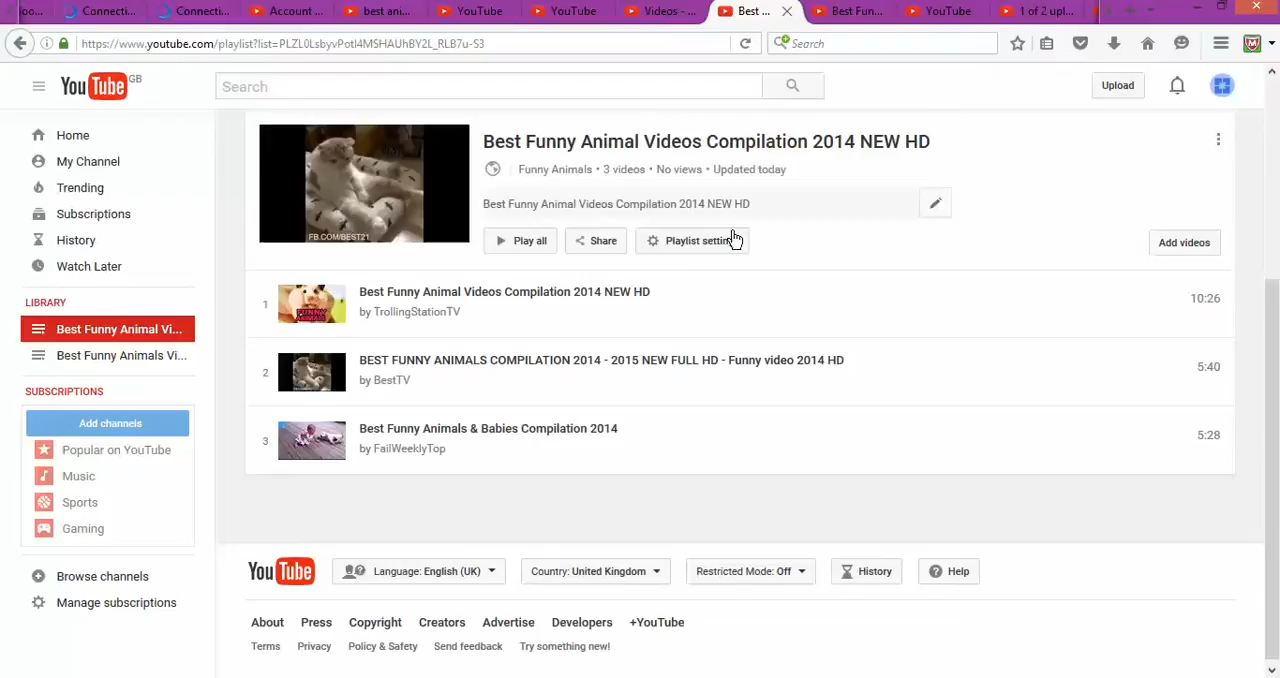 oo...
Connecti...
Connecti...
Account ...
best ani...
YouTube
YouTube
Videos - ...
Best ...
Best Fun...
YouTube
1 of 2 upl...
https://www.youtube.com/playlist?list=PLZL0LsbyvPotI4MSHAUhBY2L_RLB7u-S3
Search
YouTube GB
Search
Upload
Home
My Channel
Trending
Subscriptions
History
Watch Later
LIBRARY
Best Funny Animal Vi...
Best Funny Animals Vi...
SUBSCRIPTIONS
Add channels
Popular on YouTube
Music
Sports
Gaming
Browse channels
Manage subscriptions
FB.COM/BEST21
Best Funny Animal Videos Compilation 2014 NEW HD
Funny Animals • 3 videos • No views • Updated today
Best Funny Animal Videos Compilation 2014 NEW HD
Play all
Share
Playlist settin
Add videos
1
FUNNY ANIMALS
Best Funny Animal Videos Compilation 2014 NEW HD
by TrollingStationTV
10:26
2
BEST FUNNY ANIMALS COMPILATION 2014 - 2015 NEW FULL HD - Funny video 2014 HD
by BestTV
5:40
3
Best Funny Animals & Babies Compilation 2014
by FailWeeklyTop
5:28
YouTube
Language: English (UK)
Country: United Kingdom
Restricted Mode: Off
History
Help
About Press Copyright Creators Advertise Developers +YouTube
Terms Privacy Policy & Safety Send feedback Try something new!